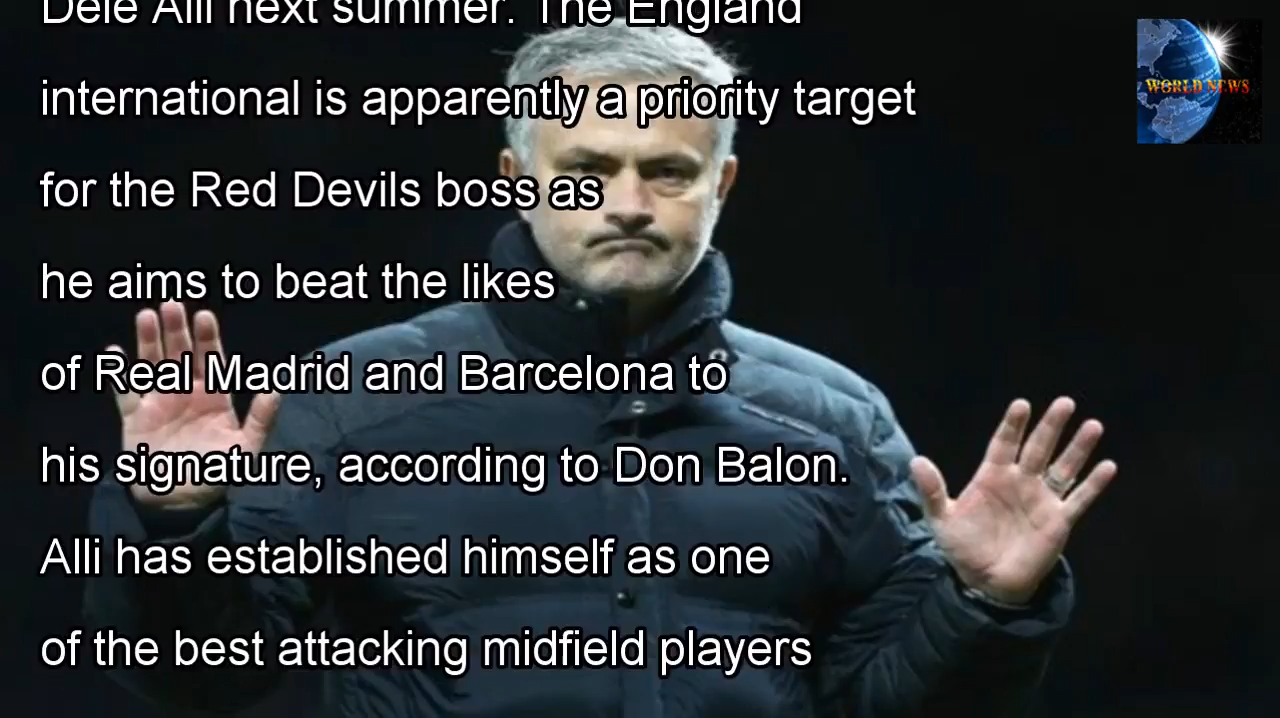 Dele Alli next summer. The England
international is apparently a priority target
for the Red Devils boss as
he aims to beat the likes
of Real Madrid and Barcelona to
his signature, according to Don Balon.
Alli has established himself as one
of the best attacking midfield players
WORLD NEWS